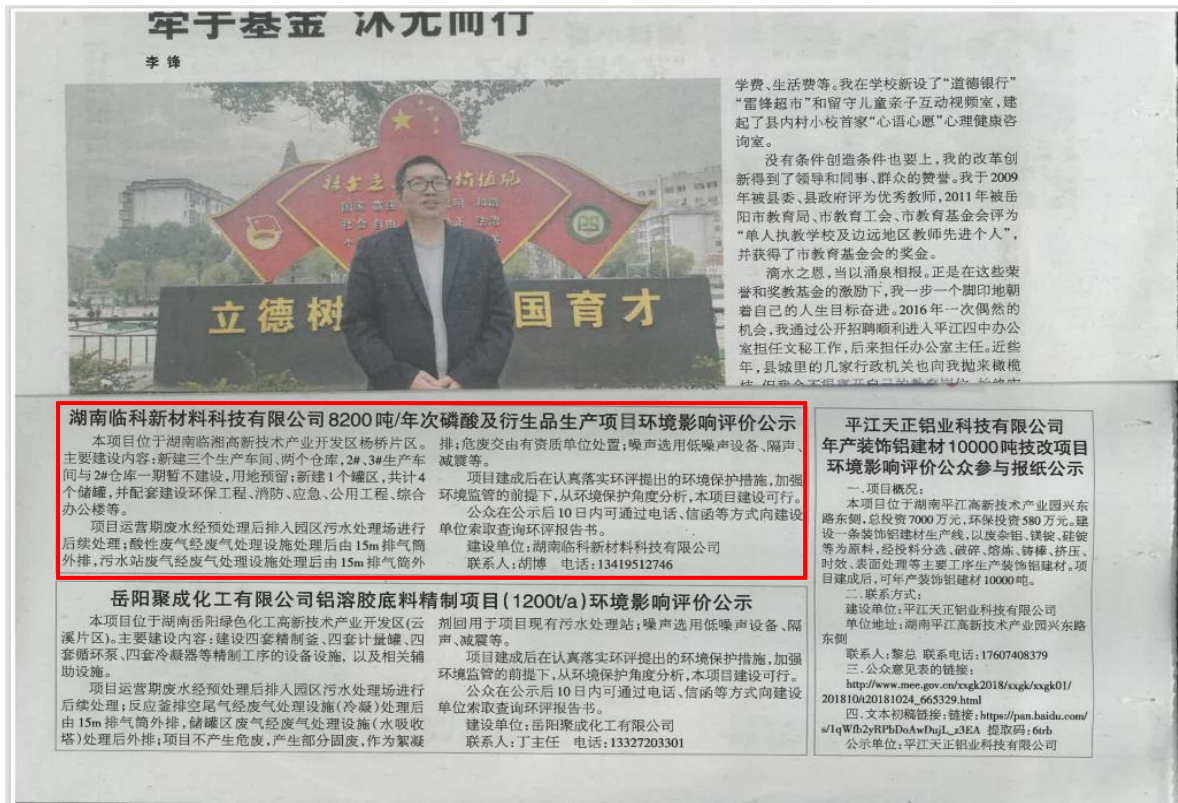 牵手基金 沐光而行
李 锋
立德树
国育才
学费、生活费等。我在学校新设了“道德银行”
“雷锋超市”和留守儿童亲子互动视频室,建
起了县内村小校首家“心语心愿”心理健康咨
询室。
没有条件创造条件也要上,我的改革创
新得到了领导和同事、群众的赞誉。我于2009
年被县委、县政府评为优秀教师,2011年被岳
阳市教育局、市教育工会、市教育基金会评为
“单人执教学校及边远地区教师先进个人”,
并获得了市教育基金会的奖金。
滴水之恩,当以涌泉相报。正是在这些荣
誉和奖教基金的激励下,我一步一个脚印地朝
着自己的人生目标奋进。2016年一次偶然的
机会,我通过公开招聘顺利进入平江四中办公
室担任文秘工作,后来担任办公室主任。近些
年,县城里的几家行政机关也向我抛来橄榄
湖南临科新材料科技有限公司8200吨/年次磷酸及衍生品生产项目环境影响评价公示
本项目位于湖南临湘高新技术产业开发区杨桥片区。
主要建设内容:新建三个生产车间、两个仓库,2#、3#生产车
间与2#仓库一期暂不建设,用地预留;新建1个罐区,共计4
个储罐,并配套建设环保工程、消防、应急、公用工程、综合
办公楼等。
项目运营期废水经预处理后排入园区污水处理场进行
后续处理;酸性废气经废气处理设施处理后由15m排气筒
外排,污水站废气经废气处理设施处理后由15m排气筒外
排;危废交由有资质单位处置;噪声选用低噪声设备、隔声、
减震等。
项目建成后在认真落实环评提出的环境保护措施,加强
环境监管的前提下,从环境保护角度分析,本项目建设可行。
公众在公示后10日内可通过电话、信函等方式向建设
单位索取查询环评报告书。
建设单位:湖南临科新材料科技有限公司
联系人:胡博 电话:13419512746
岳阳聚成化工有限公司铝溶胶底料精制项目(1200t/a)环境影响评价公示
本项目位于湖南岳阳绿色化工高新技术产业开发区(云
溪片区)。主要建设内容:建设四套精制釜、四套计量罐、四
套循环泵、四套冷凝器等精制工序的设备设施,以及相关辅
助设施。
项目运营期废水经预处理后排入园区污水处理场进行
后续处理;反应釜排空尾气经废气处理设施(冷凝)处理后
由15m排气筒外排,储罐区废气经废气处理设施(水吸收
塔)处理后外排;项目不产生危废,产生部分固废,作为絮凝
剂回用于项目现有污水处理站;噪声选用低噪声设备、隔
声、减震等。
项目建成后在认真落实环评提出的环境保护措施,加强
环境监管的前提下,从环境保护角度分析,本项目建设可行。
公众在公示后10日内可通过电话、信函等方式向建设
单位索取查询环评报告书。
建设单位:岳阳聚成化工有限公司
联系人:丁主任 电话:13327203301
平江天正铝业科技有限公司
年产装饰铝建材10000吨技改项目
环境影响评价公众参与报纸公示
一.项目概况:
本项目位于湖南平江高新技术产业园兴东
路东侧,总投资7000万元,环保投资580万元。建
设一条装饰铝建材生产线,以废杂铝、镁锭、硅锭
等为原料,经投料分选、破碎、熔炼、铸棒、挤压、
时效、表面处理等主要工序生产装饰铝建材。项
目建成后,可年产装饰铝建材10000吨。
二.联系方式:
建设单位:平江天正铝业科技有限公司
单位地址:湖南平江高新技术产业园兴东路
东侧
联系人:黎总 联系电话:17607408379
三.公众意见表的链接:
http://www.mee.gov.cn/xxgk2018/xxgk/xxgk01/
201810/t20181024_665329.html
四.文本初稿链接:链接:https://pan.baidu.com/
s/1qWfb2yRPbDoAwDujL_z3EA 提取码:6trb
公示单位:平江天正铝业科技有限公司